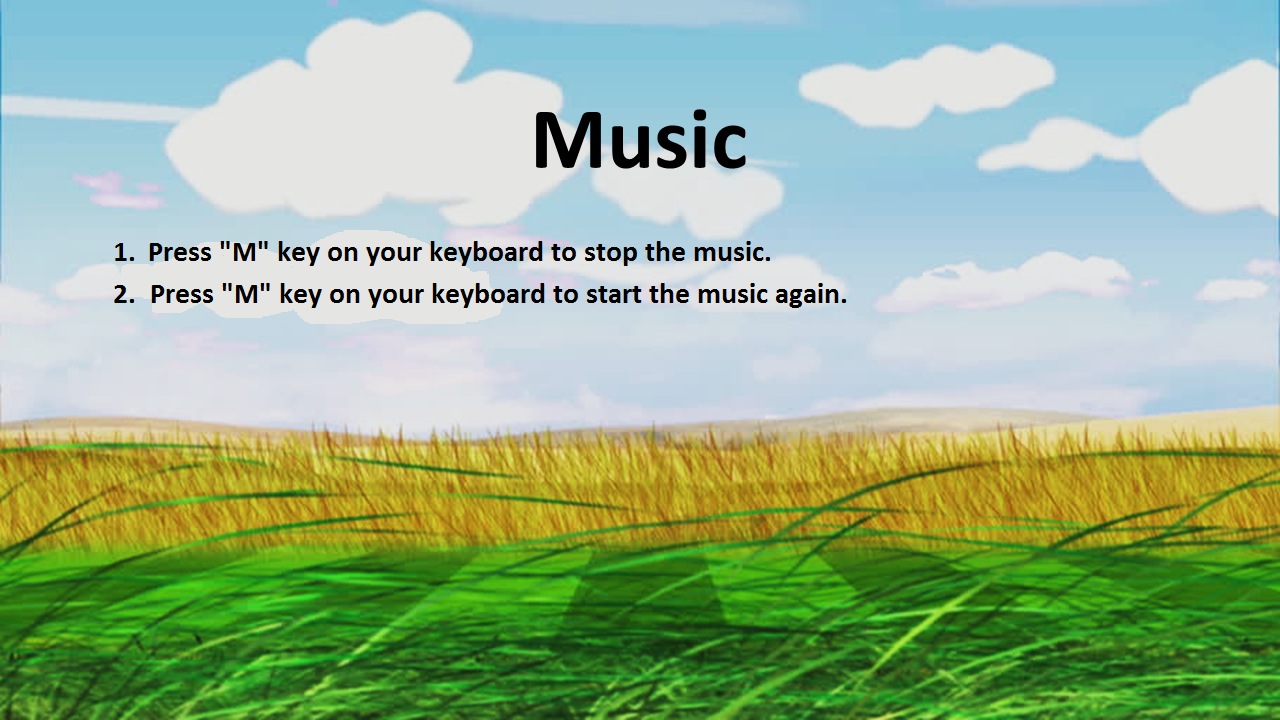 Music
1. Press "M" key on your keyboard to stop the music.
2. Press "M" key on your keyboard to start the music again.